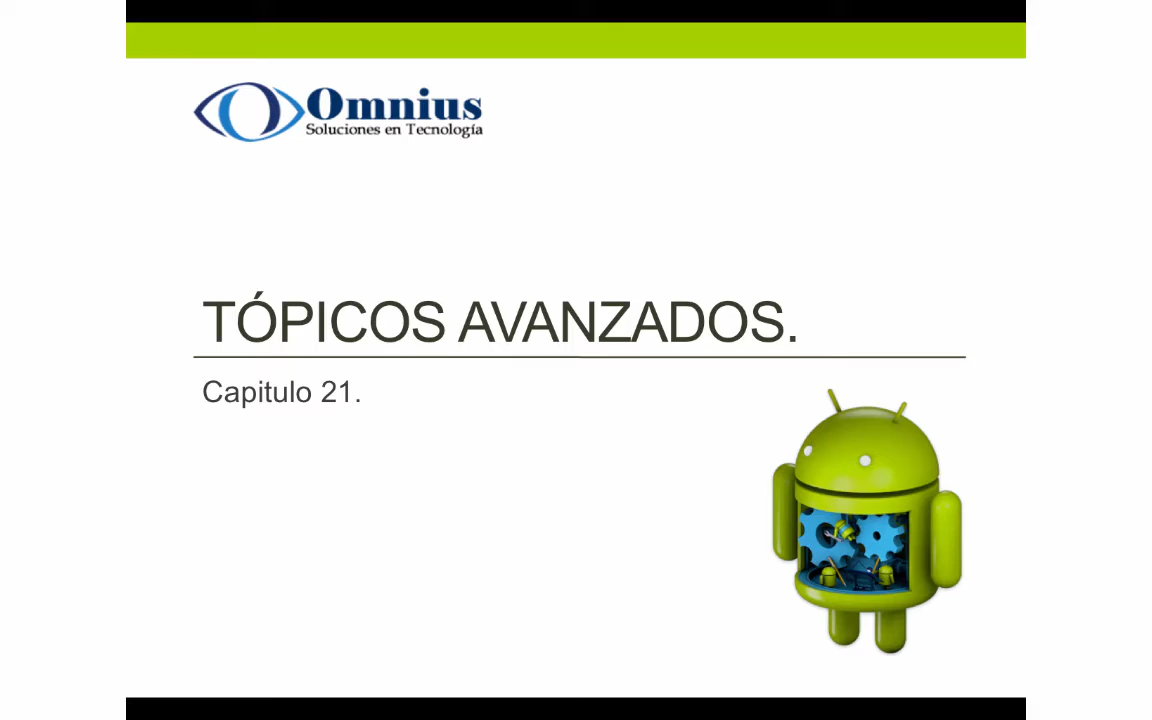 Omnius
Soluciones en Tecnología
TÓPICOS AVANZADOS.
Capitulo 21.